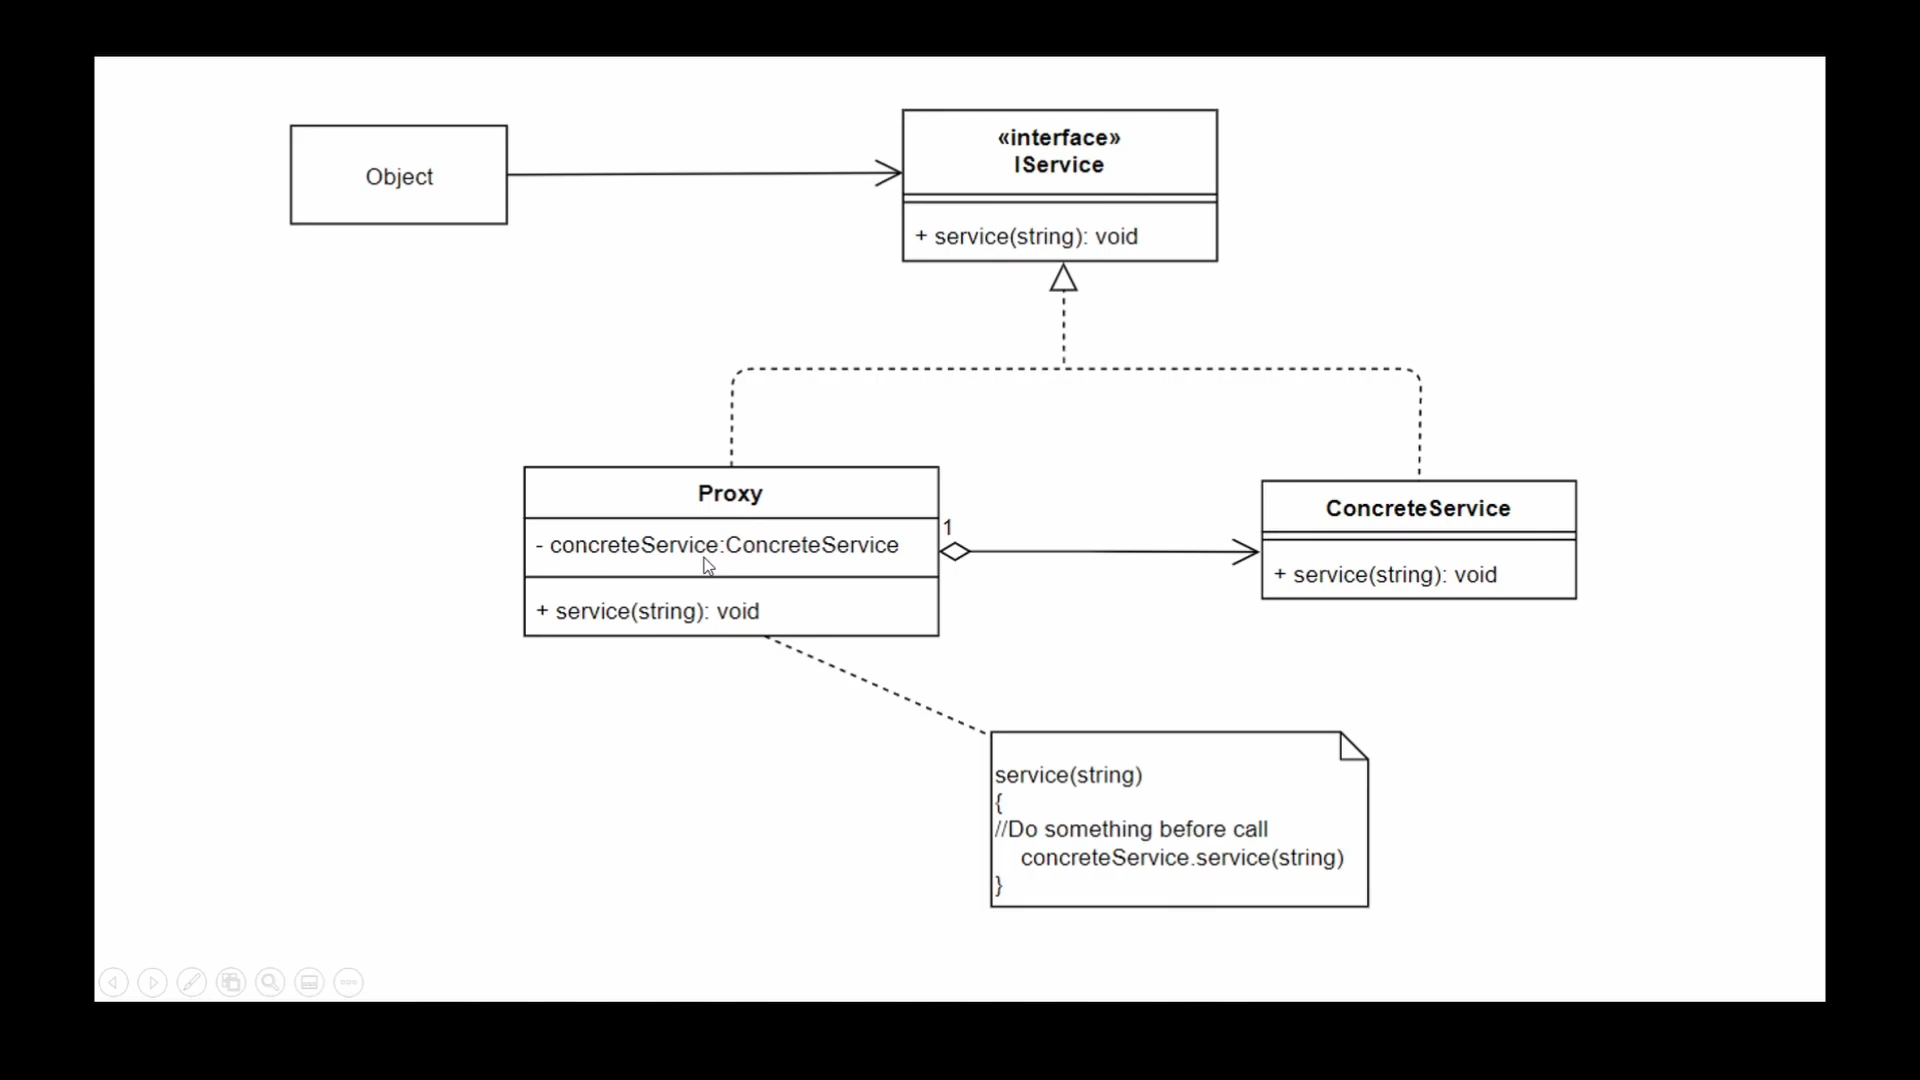 Object
«interface»
IService
+ service(string): void
Proxy
- concreteService:ConcreteService
+ service(string): void
1
ConcreteService
+ service(string): void
service(string)
{
//Do something before call
concreteService.service(string)
}